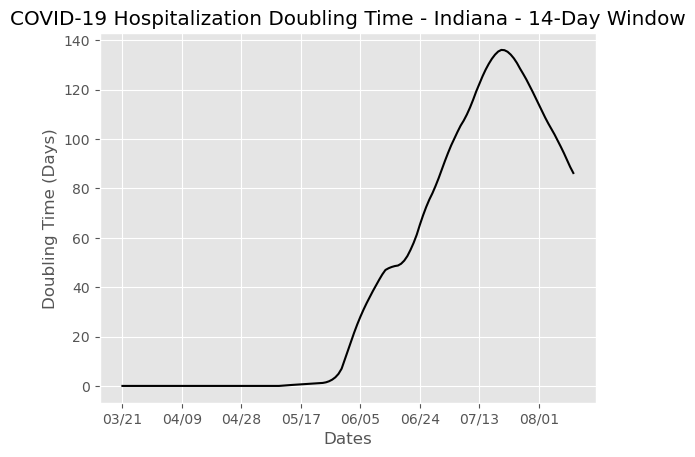 COVID-19 Hospitalization Doubling Time - Indiana - 14-Day Window
140
120
100
80
60
40
20
0
Doubling Time (Days)
03/21 04/09 04/28 05/17 06/05 06/24 07/13 08/01
Dates